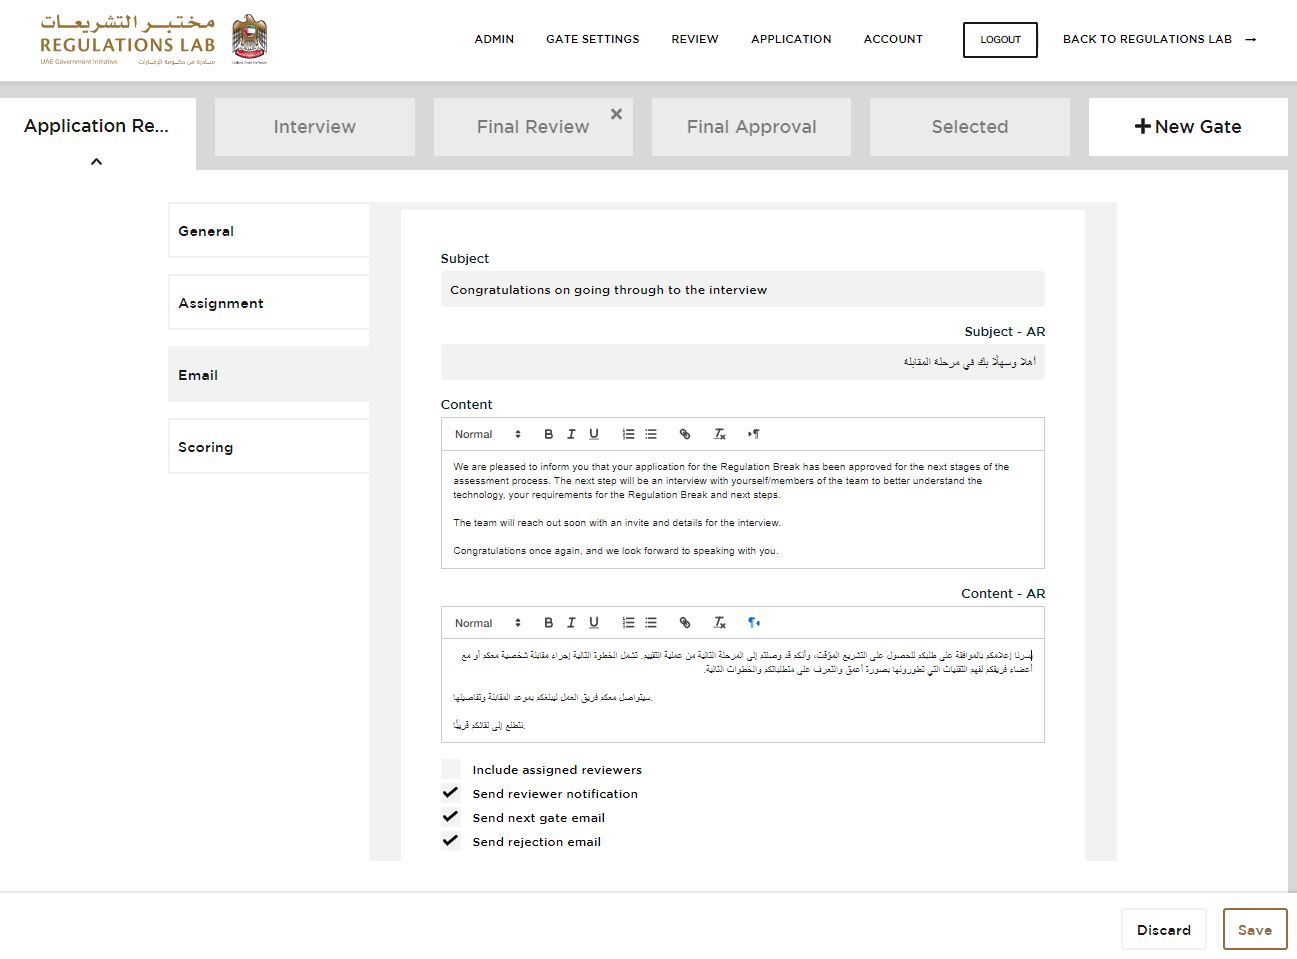 مختبر التشريعات
REGULATIONS LAB
UAE Government Initiative
مبادرة من حكومة الإمارات
United Arab Emirates
ADMIN
GATE SETTINGS
REVIEW
APPLICATION
ACCOUNT
LOGOUT
BACK TO REGULATIONS LAB →
Application Re...
Interview
Final Review
Final Approval
Selected
New Gate
General
Assignment
Email
Scoring
Subject
Congratulations on going through to the interview
Subject - AR
أهلا وسهلًا بك في مرحلة المقابلة
Content
Normal
We are pleased to inform you that your application for the Regulation Break has been approved for the next stages of the
assessment process. The next step will be an interview with yourself/members of the team to better understand the
technology, your requirements for the Regulation Break and next steps.
The team will reach out soon with an invite and details for the interview.
Congratulations once again, and we look forward to speaking with you.
Content - AR
Normal
يسرنا إعلامكم بالموافقة على طلبكم للحصول على التشريع المؤقت، وأنكم قد وصلتم إلى المرحلة التالية من عملية التقييم. تشمل الخطوة التالية إجراء مقابلة شخصية معكم أو مع
أعضاء فريقكم لفهم التقنيات التي تطورونها بصورة أعمق والتعرف على متطلباتكم والخطوات التالية.
سيتواصل معكم فريق العمل ليبلغكم بموعد المقابلة وتفاصيلها.
نتطلع إلى لقائكم قريبًا.
Include assigned reviewers
Send reviewer notification
Send next gate email
Send rejection email
Discard
Save